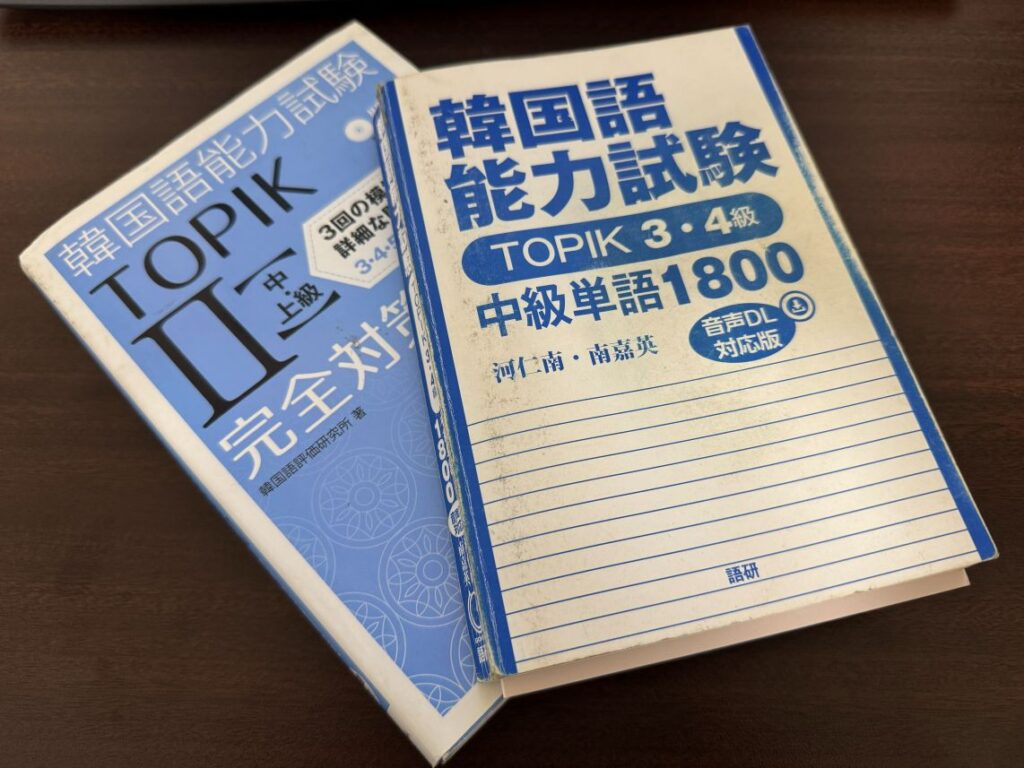 韓国語能力試験
TOPIK
II
中・
上級
完全対
韓国語評価研究所 著
3回の模
詳細な
3・4・5
韓国語
能力試験
TOPIK 3・4級
中級単語1800
音声DL
対応版
河仁南・南嘉英
語研
1800